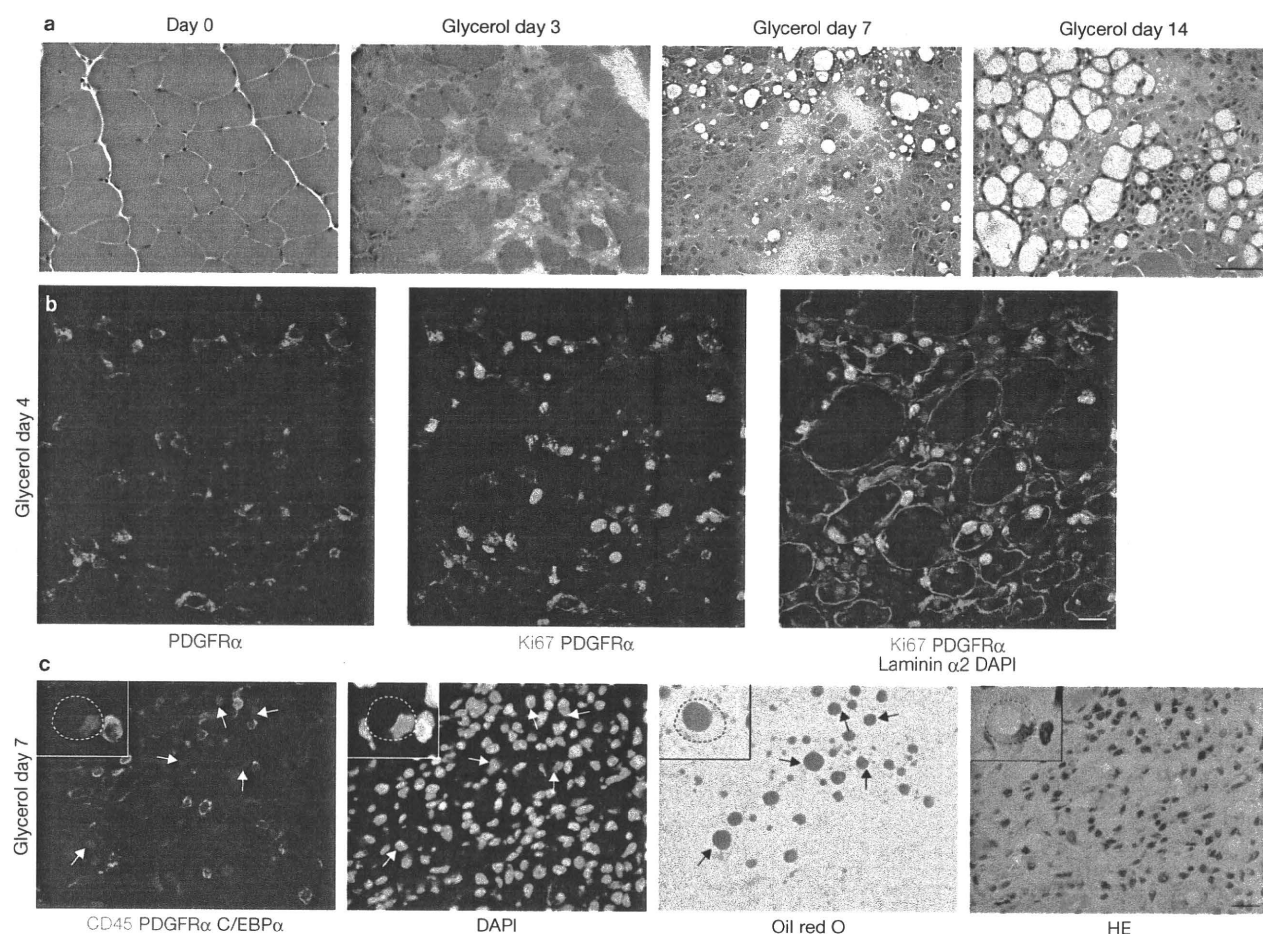 a
Day 0
Glycerol day 3
Glycerol day 7
Glycerol day 14
b
Glycerol day 4
PDGFRα
Ki67 PDGFRα
Ki67 PDGFRα
Laminin α2 DAPI
c
Glycerol day 7
CD45 PDGFRα C/EBPα
DAPI
Oil red O
HE